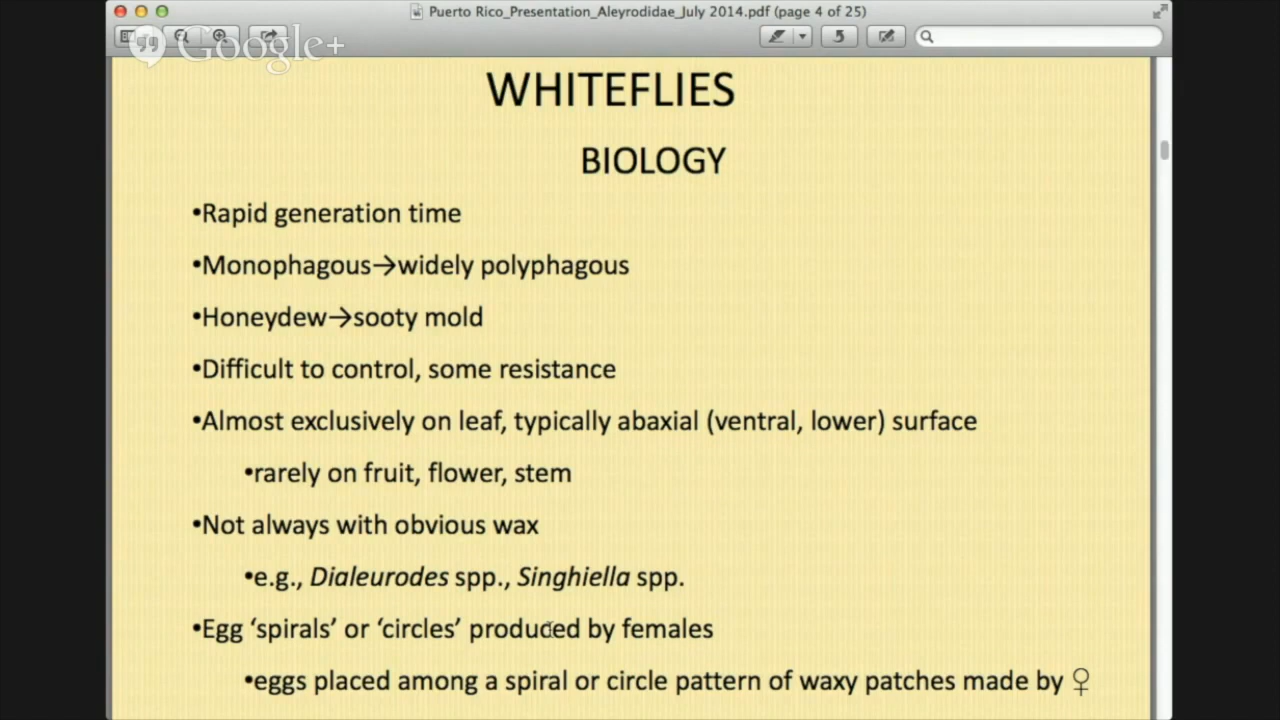 Puerto Rico_Presentation_Aleyrodidae_July 2014.pdf (page 4 of 25)
Google+
WHITEFLIES
BIOLOGY
•Rapid generation time
•Monophagous→widely polyphagous
•Honeydew→sooty mold
•Difficult to control, some resistance
•Almost exclusively on leaf, typically abaxial (ventral, lower) surface
•rarely on fruit, flower, stem
•Not always with obvious wax
•e.g., Dialeurodes spp., Singhiella spp.
•Egg ‘spirals’ or ‘circles’ produced by females
•eggs placed among a spiral or circle pattern of waxy patches made by ♀